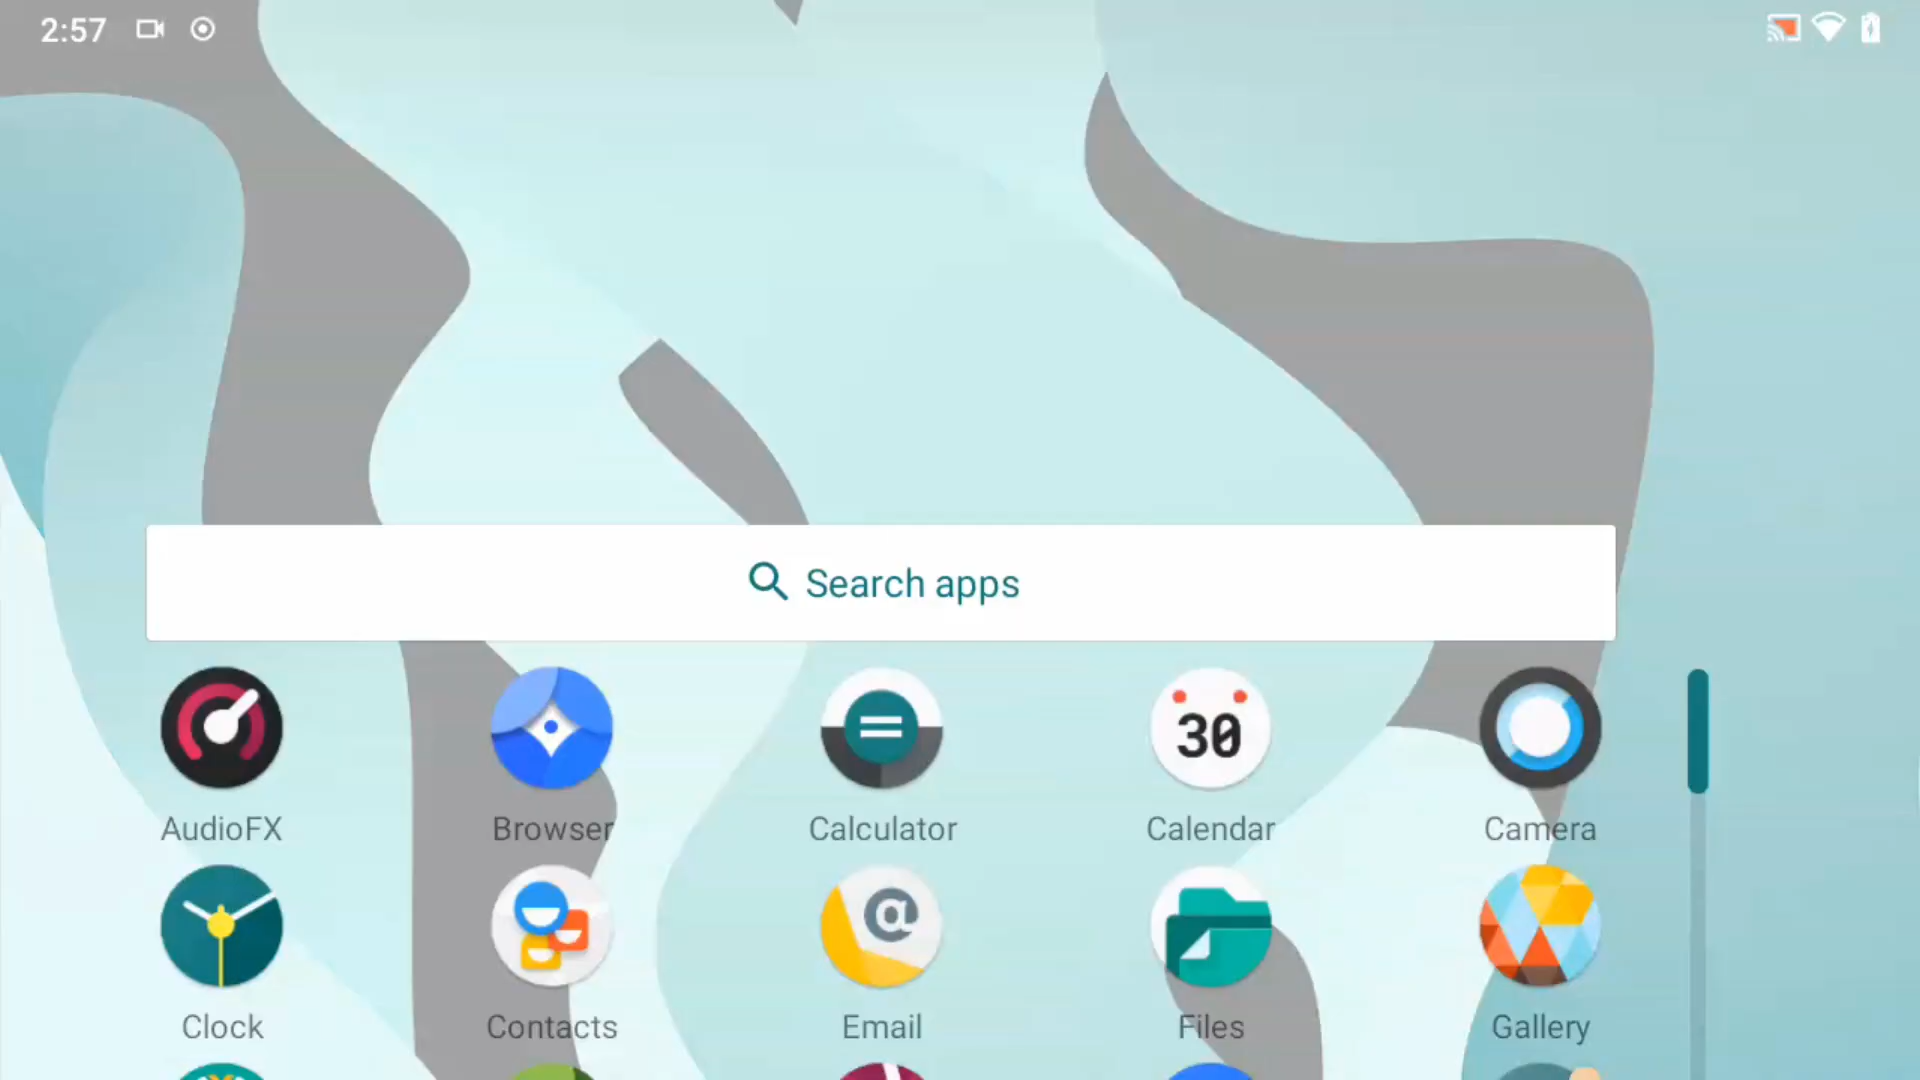 2:57
Search apps
30
AudioFX
Browser
Calculator
Calendar
Camera
@
Clock
Contacts
Email
Files
Gallery